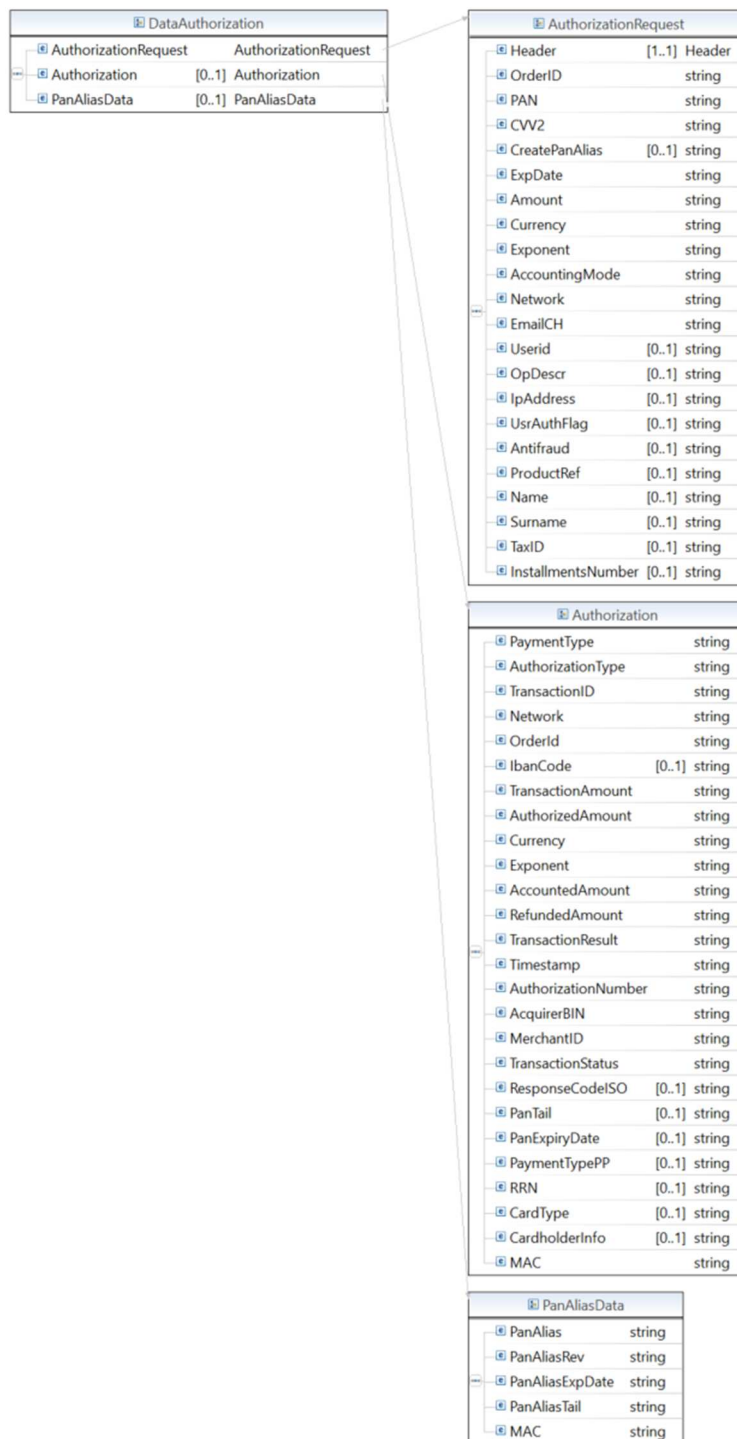 DataAuthorization
AuthorizationRequest AuthorizationRequest
Authorization [0..1] Authorization
PanAliasData [0..1] PanAliasData
AuthorizationRequest
Header [1..1] Header
OrderID string
PAN string
CVV2 string
CreatePanAlias [0..1] string
ExpDate string
Amount string
Currency string
Exponent string
AccountingMode string
Network string
EmailCH string
Userid [0..1] string
OpDescr [0..1] string
IpAddress [0..1] string
UsrAuthFlag [0..1] string
Antifraud [0..1] string
ProductRef [0..1] string
Name [0..1] string
Surname [0..1] string
TaxID [0..1] string
InstallmentsNumber [0..1] string
Authorization
PaymentType string
AuthorizationType string
TransactionID string
Network string
OrderId string
IbanCode [0..1] string
TransactionAmount string
AuthorizedAmount string
Currency string
Exponent string
AccountedAmount string
RefundedAmount string
TransactionResult string
Timestamp string
AuthorizationNumber string
AcquirerBIN string
MerchantID string
TransactionStatus string
ResponseCodeISO [0..1] string
PanTail [0..1] string
PanExpiryDate [0..1] string
PaymentTypePP [0..1] string
RRN [0..1] string
CardType [0..1] string
CardholderInfo [0..1] string
MAC string
PanAliasData
PanAlias string
PanAliasRev string
PanAliasExpDate string
PanAliasTail string
MAC string